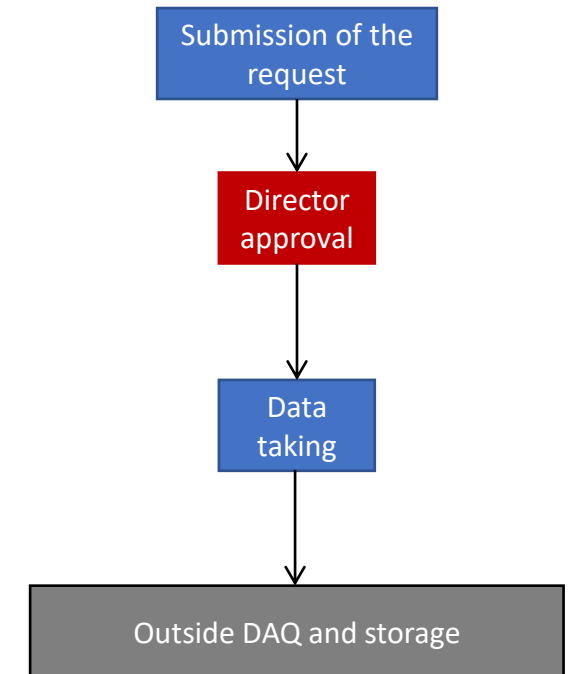 Submission of the
request
Director
approval
Data
taking
Outside DAQ and storage